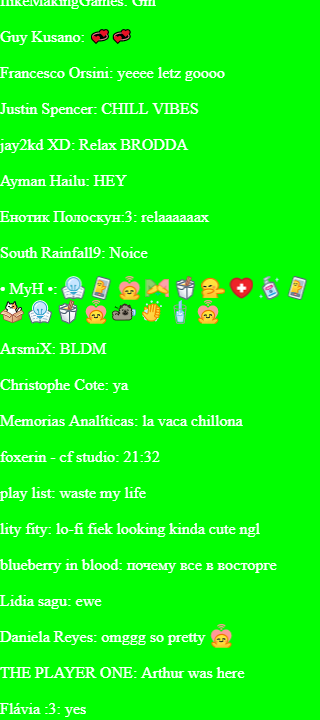 IlikeMakingGames: Gm
Guy Kusano: 💞💞
Francesco Orsini: yeeee letz goooo
Justin Spencer: CHILL VIBES
jay2kd XD: Relax BRODDA
Ayman Hailu: HEY
Енотик Полоскун:3: relaaaaaax
South Rainfall9: Noice
• MyH •:
ArsmiX: BLDM
Christophe Cote: ya
Memorias Analíticas: la vaca chillona
foxerin - cf studio: 21:32
play list: waste my life
lity fity: lo-fi fiek looking kinda cute ngl
blueberry in blood: почему все в восторге
Lidia sagu: ewe
Daniela Reyes: omggg so pretty
THE PLAYER ONE: Arthur was here
Flávia :3: yes